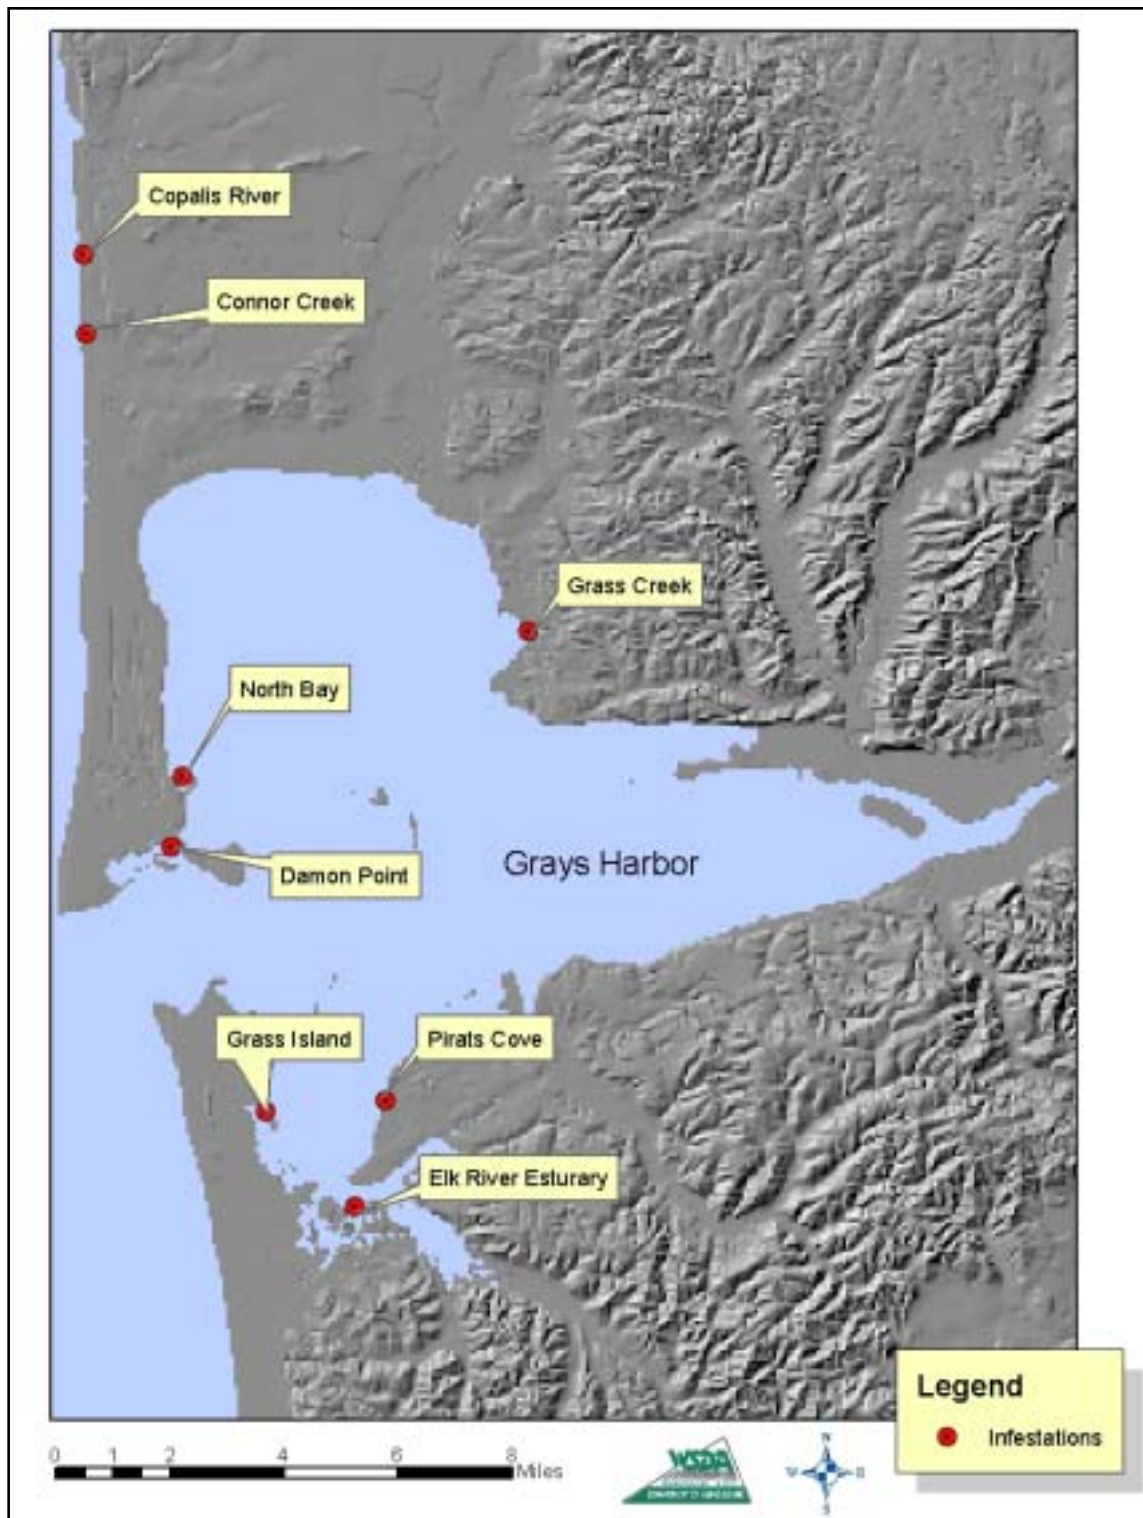 Copalis River
Connor Creek
Grass Creek
North Bay
Damon Point
Grays Harbor
Grass Island
Pirats Cove
Elk River Esturary
Legend
Infestations
0 1 2 4 6 8
Miles
N
W E
S